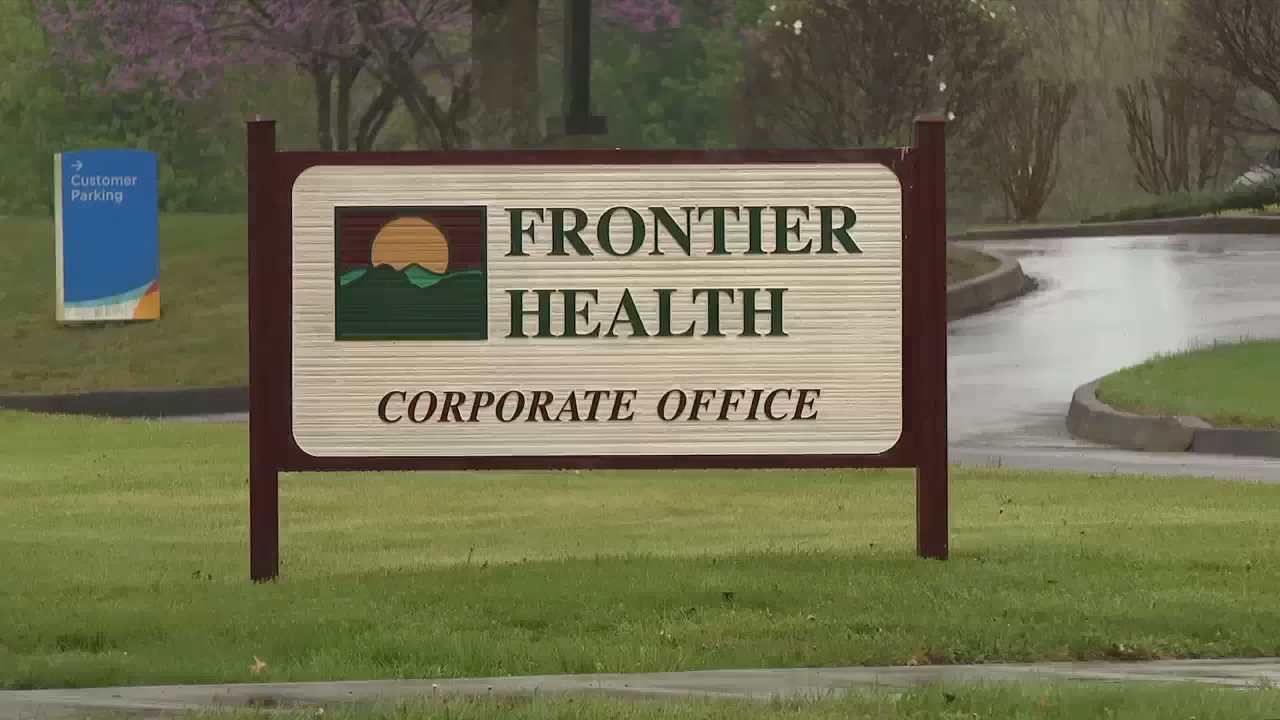 →
Customer
Parking
FRONTIER
HEALTH
CORPORATE OFFICE